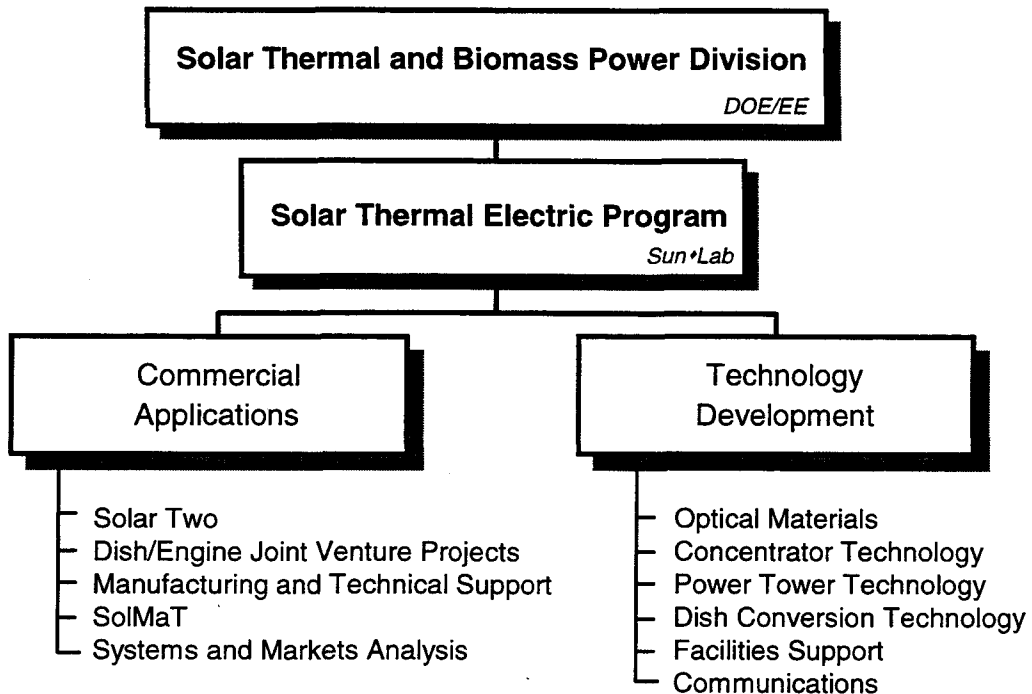 Solar Thermal and Biomass Power Division
DOE/EE
Solar Thermal Electric Program
Sun♦Lab
Commercial
Applications
Solar Two
Dish/Engine Joint Venture Projects
Manufacturing and Technical Support
SolMaT
Systems and Markets Analysis
Technology
Development
Optical Materials
Concentrator Technology
Power Tower Technology
Dish Conversion Technology
Facilities Support
Communications